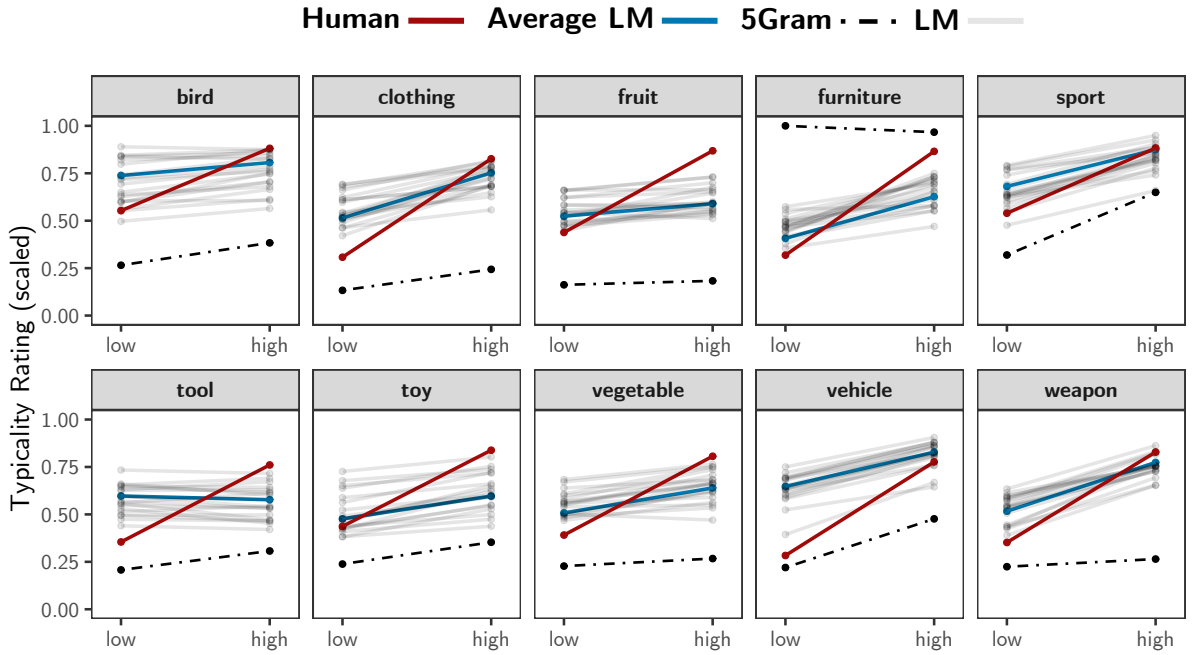 Human Average LM 5Gram LM
Typicality Rating (scaled)
bird clothing fruit furniture sport
1.00
0.75
0.50
0.25
0.00
low high low high low high low high low high
tool toy vegetable vehicle weapon
1.00
0.75
0.50
0.25
0.00
low high low high low high low high low high